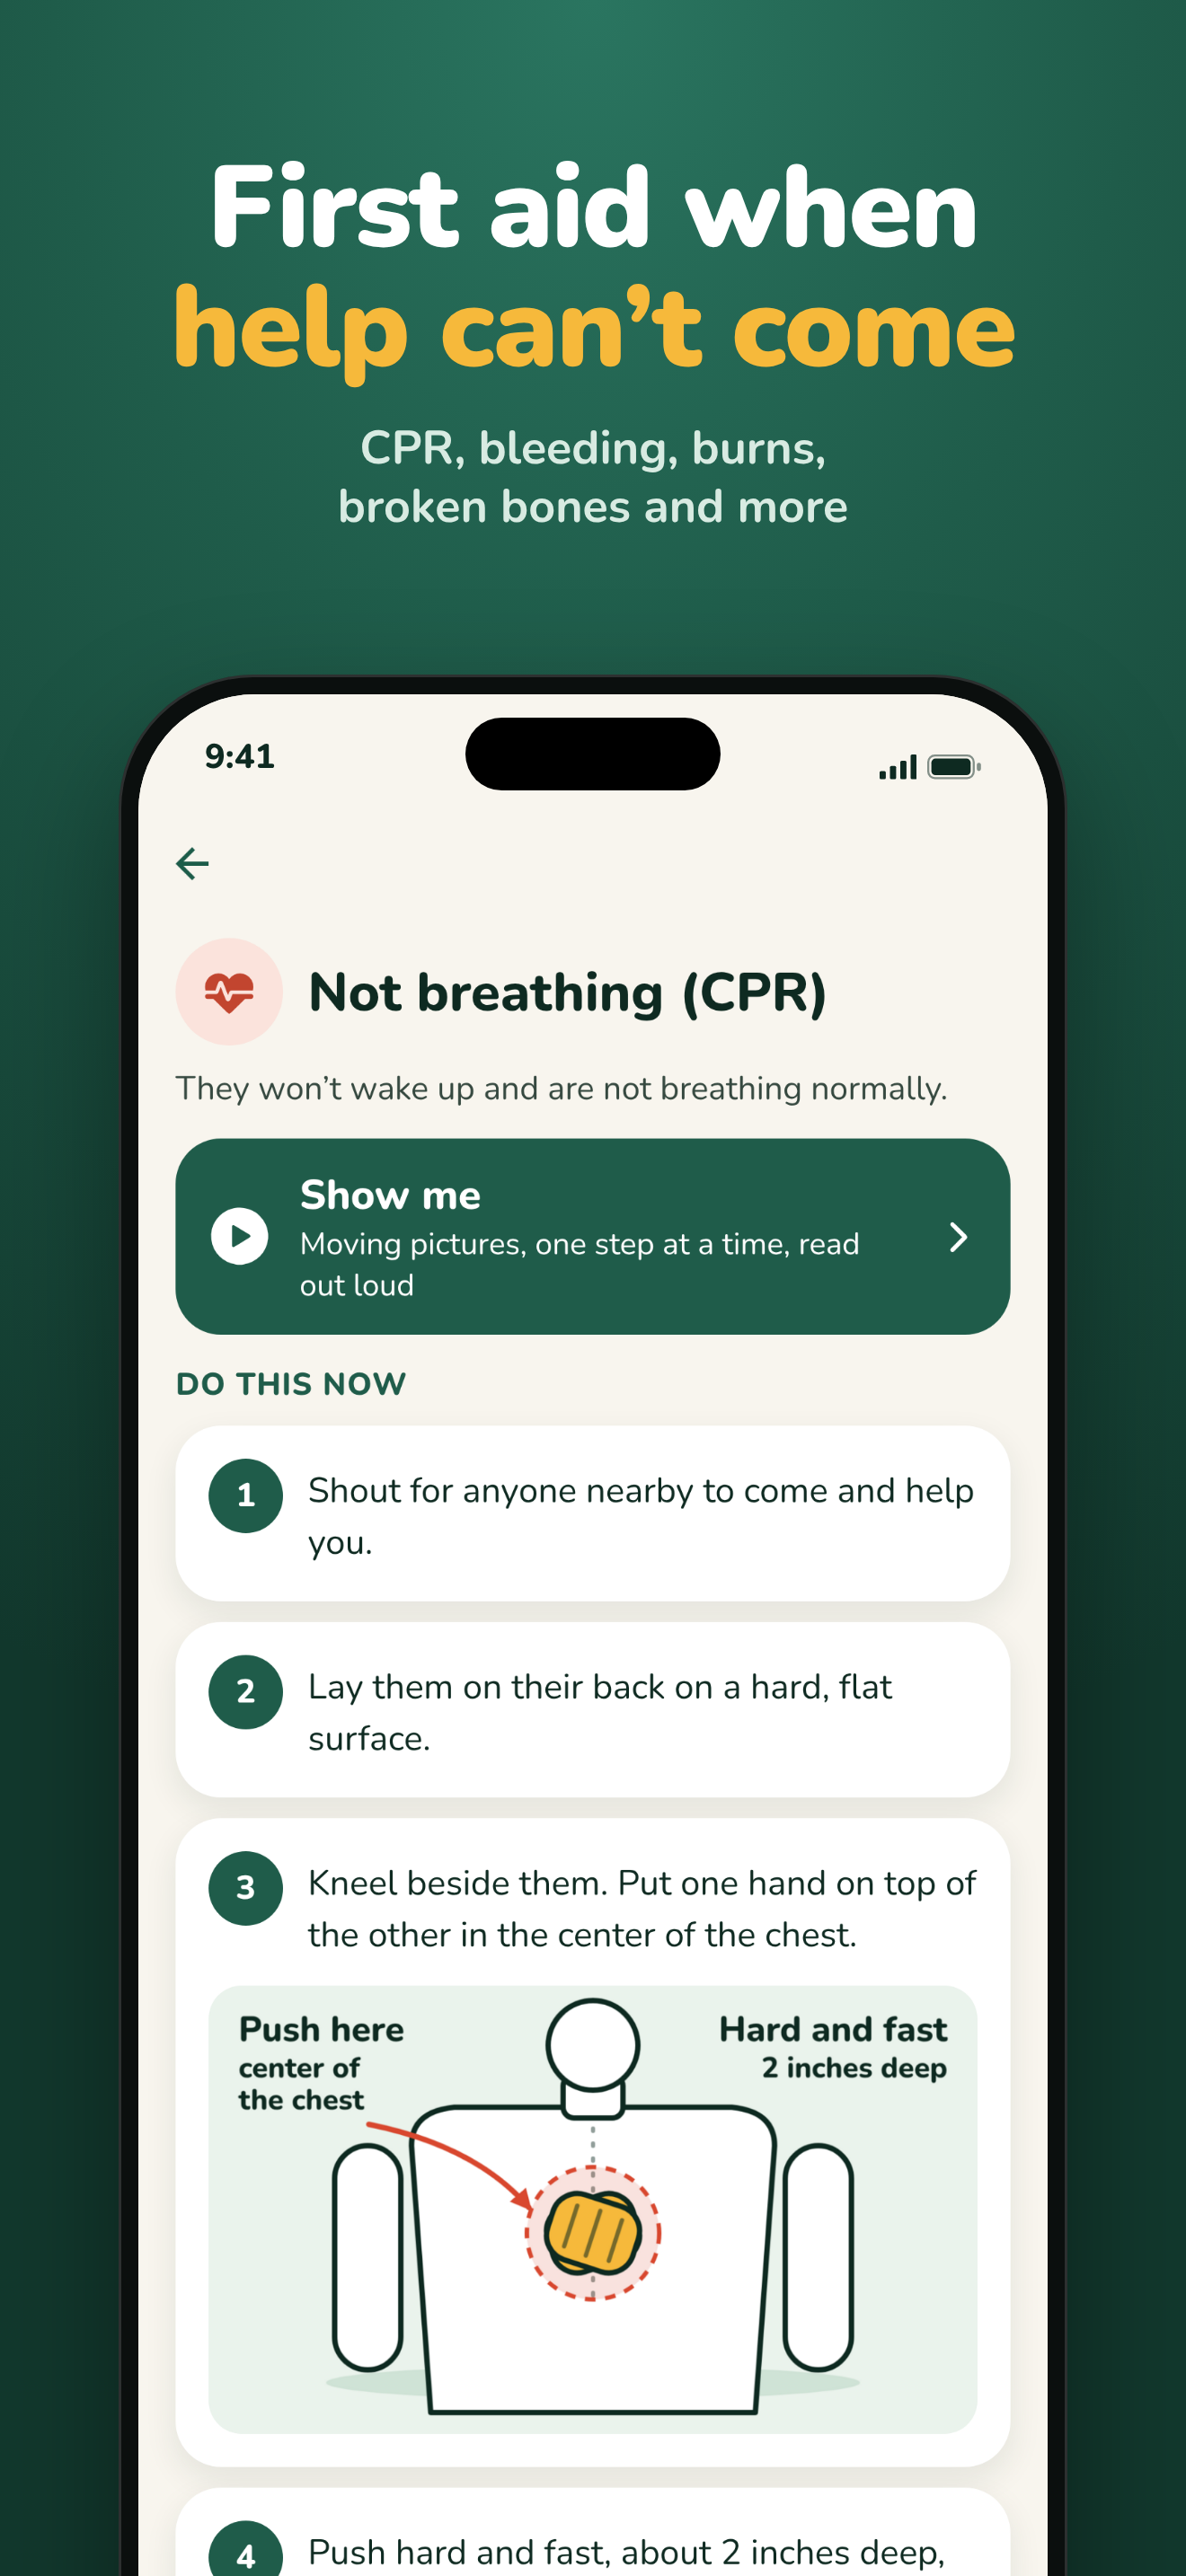 First aid when
help can’t come
CPR, bleeding, burns,
broken bones and more
9:41
Not breathing (CPR)
They won’t wake up and are not breathing normally.
Show me
Moving pictures, one step at a time, read
out loud
DO THIS NOW
1
Shout for anyone nearby to come and help
you.
2
Lay them on their back on a hard, flat
surface.
3
Kneel beside them. Put one hand on top of
the other in the center of the chest.
Push here
center of
the chest
Hard and fast
2 inches deep
4
Push hard and fast, about 2 inches deep,